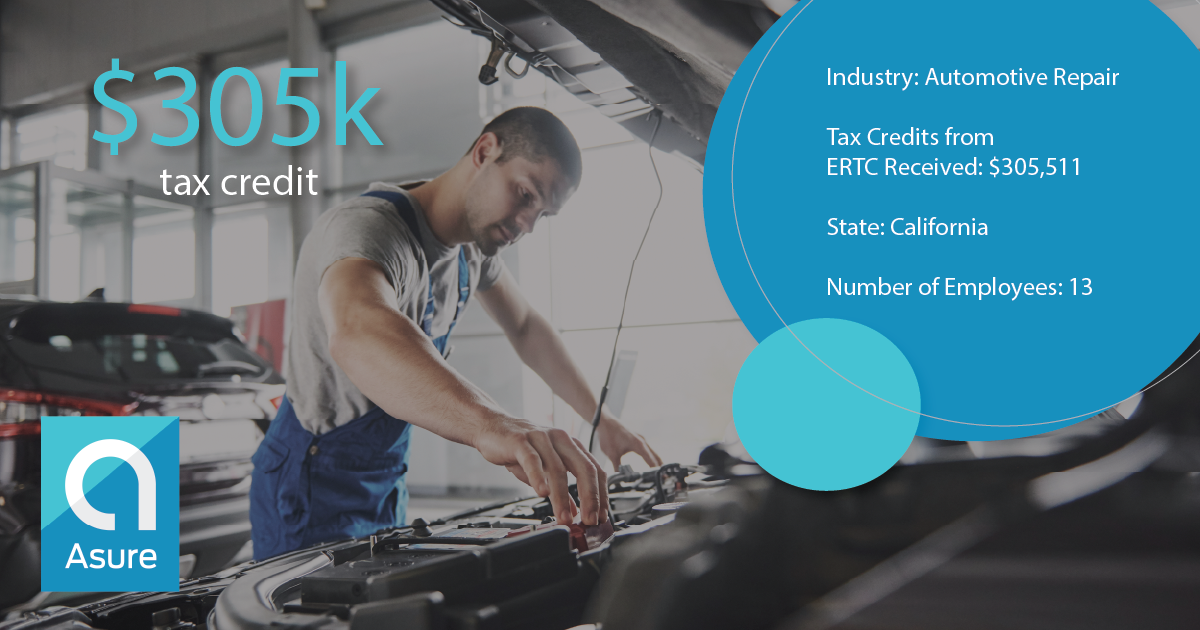 $305k
tax credit
Industry: Automotive Repair
Tax Credits from
ERTC Received: $305,511
State: California
Number of Employees: 13
Asure